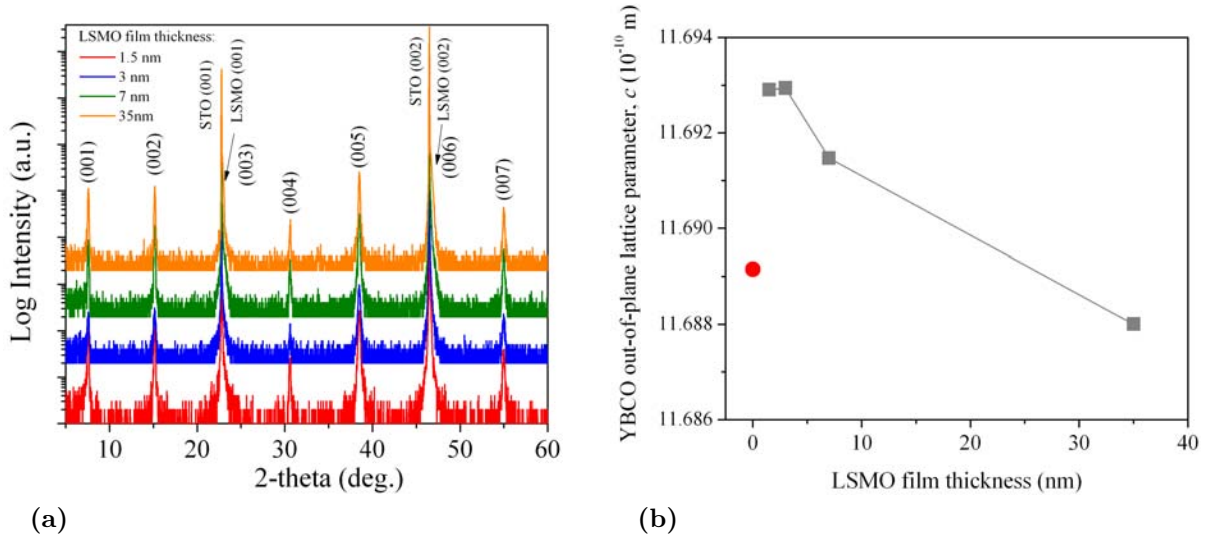 LSMO film thickness:
1.5 nm
3 nm
7 nm
35nm
Log Intensity (a.u.)
(001)
(002)
STO (001)
LSMO (001)
(003)
(004)
(005)
STO (002)
LSMO (002)
(006)
(007)
10 20 30 40 50 60
2-theta (deg.)
(a)
YBCO out-of-plane lattice parameter, c (10⁻¹⁰ m)
11.694
11.692
11.690
11.688
11.686
0 10 20 30 40
LSMO film thickness (nm)
(b)